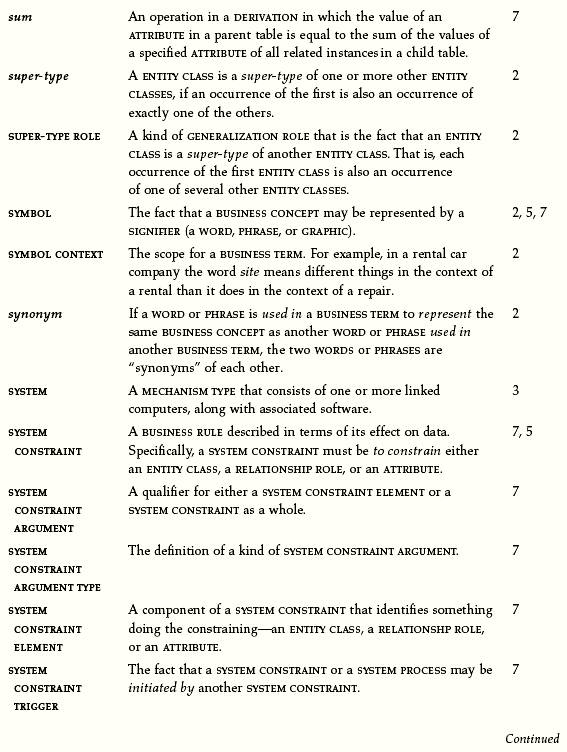 sum An operation in a DERIVATION in which the value of an 7
ATTRIBUTE in a parent table is equal to the sum of the values of
a specified ATTRIBUTE of all related instances in a child table.
super-type A ENTITY CLASS is a super-type of one or more other ENTITY 2
CLASSES, if an occurrence of the first is also an occurrence of
exactly one of the others.
SUPER-TYPE ROLE A kind of GENERALIZATION ROLE that is the fact that an ENTITY 2
CLASS is a super-type of another ENTITY CLASS. That is, each
occurrence of the first ENTITY CLASS is also an occurrence
of one of several other ENTITY CLASSES.
SYMBOL The fact that a BUSINESS CONCEPT may be represented by a 2, 5, 7
SIGNIFIER (a WORD, PHRASE, or GRAPHIC).
SYMBOL CONTEXT The scope for a BUSINESS TERM. For example, in a rental car 2
company the word site means different things in the context of
a rental than it does in the context of a repair.
synonym If a WORD or PHRASE is used in a BUSINESS TERM to represent the 2
same BUSINESS CONCEPT as another WORD or PHRASE used in
another BUSINESS TERM, the two WORDS or PHRASES are
“synonyms” of each other.
SYSTEM A MECHANISM TYPE that consists of one or more linked 3
computers, along with associated software.
SYSTEM A BUSINESS RULE described in terms of its effect on data. 7, 5
CONSTRAINT Specifically, a SYSTEM CONSTRAINT must be to constrain either
an ENTITY CLASS, a RELATIONSHIP ROLE, or an ATTRIBUTE.
SYSTEM A qualifier for either a SYSTEM CONSTRAINT ELEMENT or a 7
CONSTRAINT SYSTEM CONSTRAINT as a whole.
ARGUMENT
SYSTEM The definition of a kind of SYSTEM CONSTRAINT ARGUMENT. 7
CONSTRAINT
ARGUMENT TYPE
SYSTEM A component of a SYSTEM CONSTRAINT that identifies something 7
CONSTRAINT doing the constraining—an ENTITY CLASS, a RELATIONSHP ROLE,
ELEMENT or an ATTRIBUTE.
SYSTEM The fact that a SYSTEM CONSTRAINT or a SYSTEM PROCESS may be 7
CONSTRAINT initiated by another SYSTEM CONSTRAINT.
TRIGGER
Continued